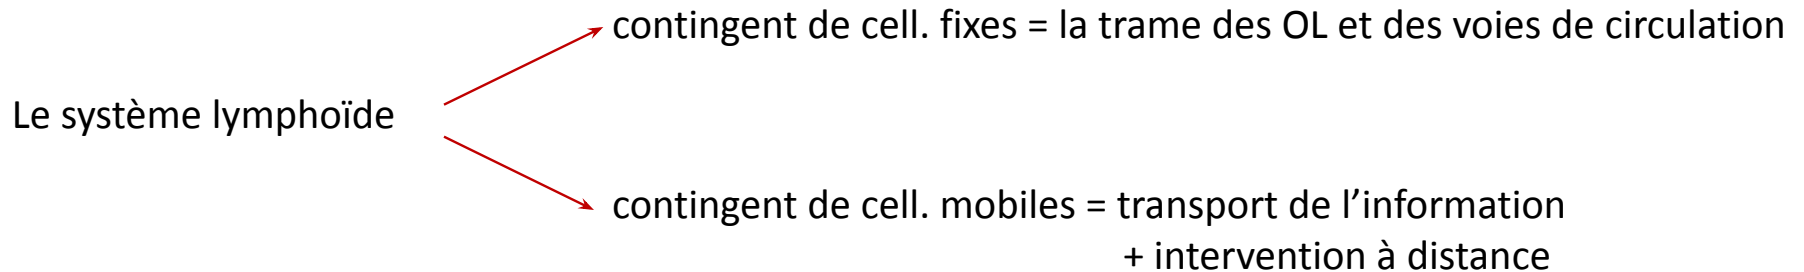 contingent de cell. fixes = la trame des OL et des voies de circulation
Le système lymphoïde
contingent de cell. mobiles = transport de l’information
+ intervention à distance